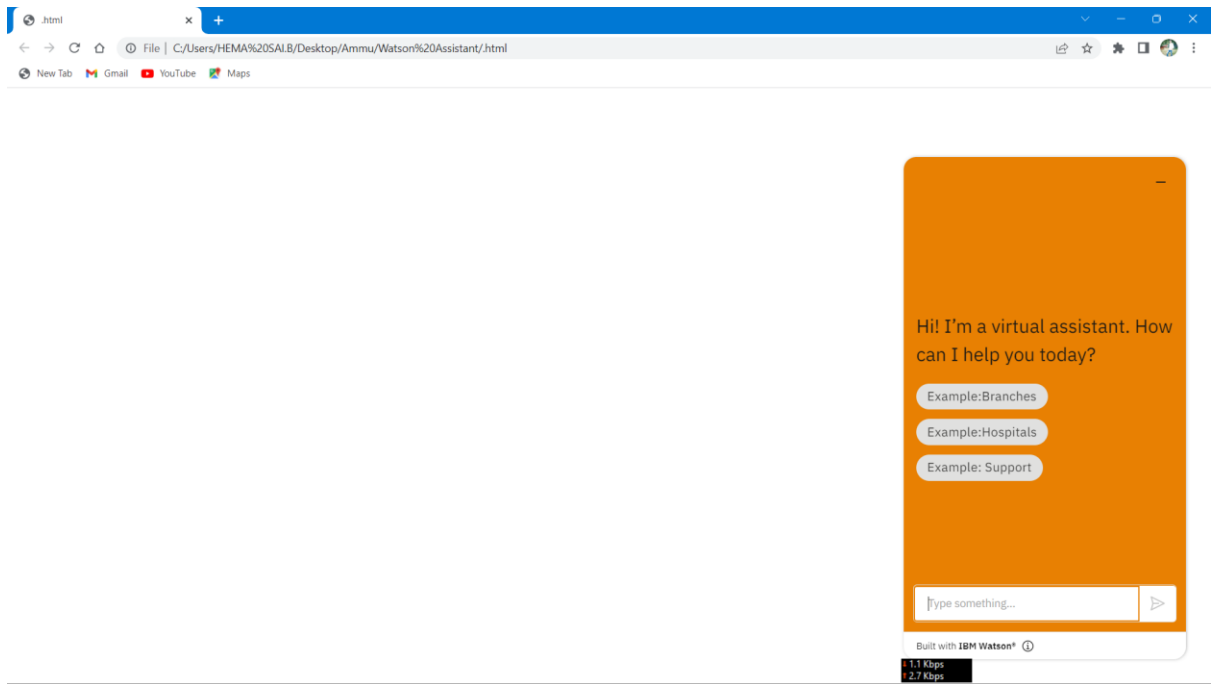 .html
File | C:/Users/HEMA%20SAI.B/Desktop/Ammu/Watson%20Assistant/.html
New Tab Gmail YouTube Maps
Hi! I'm a virtual assistant. How
can I help you today?
Example:Branches
Example:Hospitals
Example: Support
Type something...
Built with IBM Watson®
1.1 Kbps
2.7 Kbps